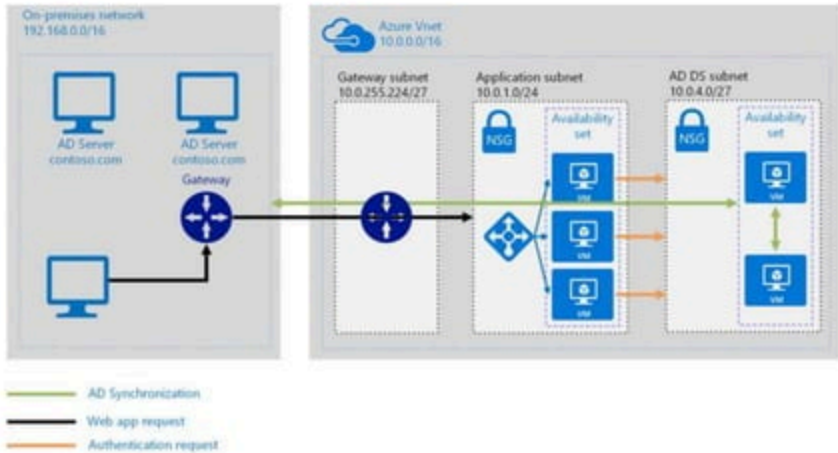 On-premises network
192.168.0.0/16
AD Server
contoso.com
AD Server
contoso.com
Gateway
Azure Vnet
10.0.0.0/16
Gateway subnet
10.0.255.224/27
Application subnet
10.0.1.0/24
NSG
Availability
set
VM
VM
VM
AD DS subnet
10.0.4.0/27
NSG
Availability
set
VM
VM
AD Synchronization
Web app request
Authentication request